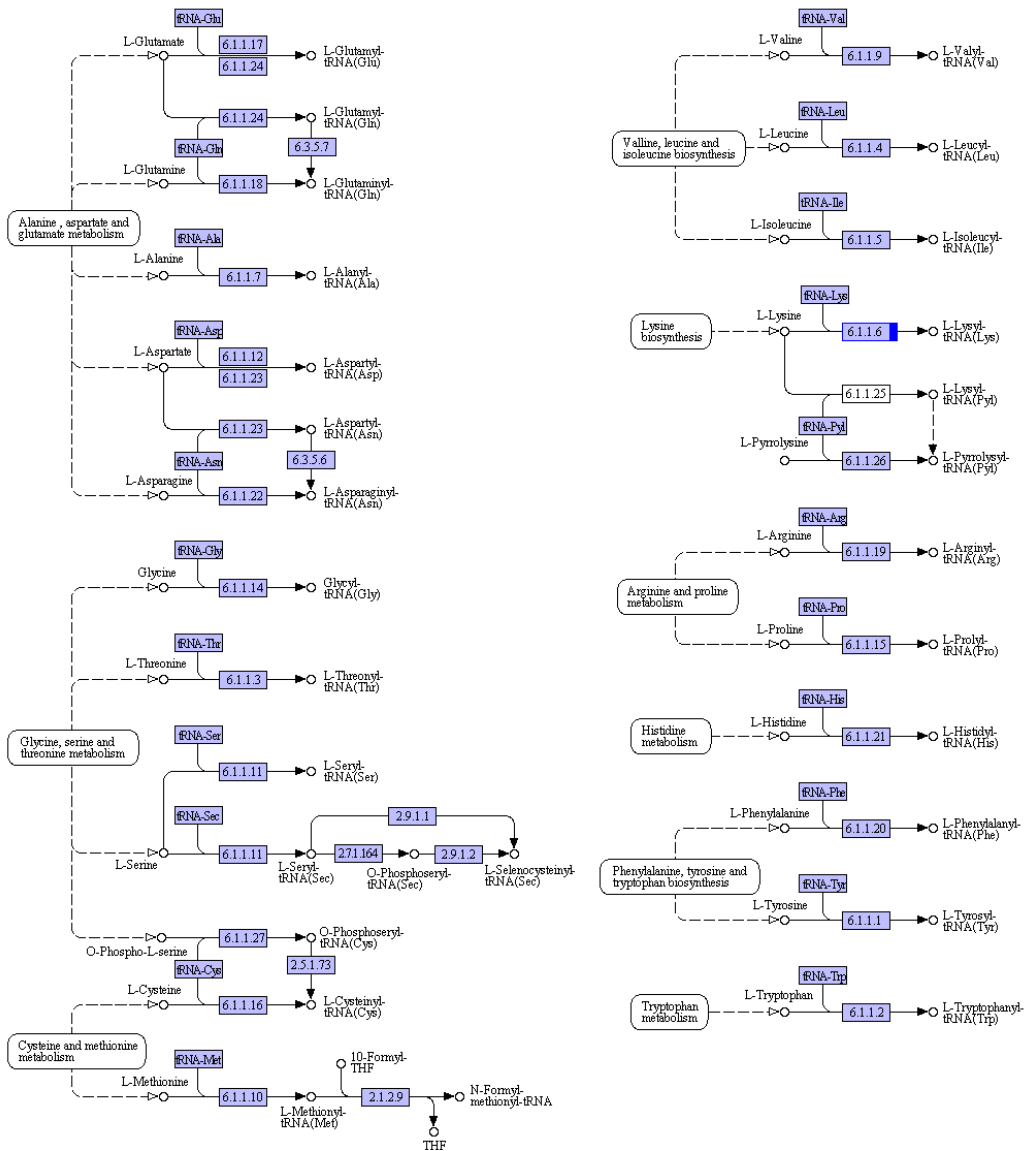 tRNA-Glu
L-Glutamate
6.1.1.17
6.1.1.24
L-Glutamyl-
tRNA(Glu)
6.1.1.24
L-Glutamyl-
tRNA(Gln)
tRNA-Gln
6.3.5.7
L-Glutamine
6.1.1.18
L-Glutaminyl-
tRNA(Gln)
Alanine , aspartate and
glutamate metabolism
tRNA-Ala
L-Alanine
6.1.1.7
L-Alanyl-
tRNA(Ala)
tRNA-Asp
L-Aspartate
6.1.1.12
6.1.1.23
L-Aspartyl-
tRNA(Asp)
6.1.1.23
L-Aspartyl-
tRNA(Asn)
tRNA-Asn
6.3.5.6
L-Asparagine
6.1.1.22
L-Asparaginyl-
tRNA(Asn)
tRNA-Gly
Glycine
6.1.1.14
Glycyl-
tRNA(Gly)
tRNA-Thr
L-Threonine
6.1.1.3
L-Threonyl-
tRNA(Thr)
Glycine, serine and
threonine metabolism
tRNA-Ser
6.1.1.11
L-Seryl-
tRNA(Ser)
tRNA-Sec
L-Serine
6.1.1.11
L-Seryl-
tRNA(Sec)
2.9.1.1
2.7.1.164
O-Phosphoseryl-
tRNA(Sec)
2.9.1.2
L-Selenocysteinyl-
tRNA(Sec)
O-Phospho-L-serine
6.1.1.27
O-Phosphoseryl-
tRNA(Cys)
tRNA-Cys
2.5.1.73
L-Cysteine
6.1.1.16
L-Cysteinyl-
tRNA(Cys)
Cysteine and methionine
metabolism
tRNA-Met
L-Methionine
6.1.1.10
L-Methionyl-
tRNA(Met)
10-Formyl-
THF
2.1.2.9
N-Formyl-
methionyl-tRNA
THF
tRNA-Val
L-Valine
6.1.1.9
L-Valyl-
tRNA(Val)
tRNA-Leu
Valline, leucine and
isoleucine biosynthesis
L-Leucine
6.1.1.4
L-Leucyl-
tRNA(Leu)
tRNA-Ile
L-Isoleucine
6.1.1.5
L-Isoleucyl-
tRNA(Ile)
tRNA-Lys
Lysine
biosynthesis
L-Lysine
6.1.1.6
L-Lysyl-
tRNA(Lys)
6.1.1.25
L-Lysyl-
tRNA(Pyl)
tRNA-Pyl
L-Pyrrolysine
6.1.1.26
L-Pyrrolysyl-
tRNA(Pyl)
tRNA-Arg
L-Arginine
6.1.1.19
L-Arginyl-
tRNA(Arg)
Arginine and proline
metabolism
tRNA-Pro
L-Proline
6.1.1.15
L-Prolyl-
tRNA(Pro)
tRNA-His
Histidine
metabolism
L-Histidine
6.1.1.21
L-Histidyl-
tRNA(His)
tRNA-Phe
L-Phenylalanine
6.1.1.20
L-Phenylalanyl-
tRNA(Phe)
Phenylalanine, tyrosine and
tryptophan biosynthesis
tRNA-Tyr
L-Tyrosine
6.1.1.1
L-Tyrosyl-
tRNA(Tyr)
tRNA-Trp
Tryptophan
metabolism
L-Tryptophan
6.1.1.2
L-Tryptophanyl-
tRNA(Trp)